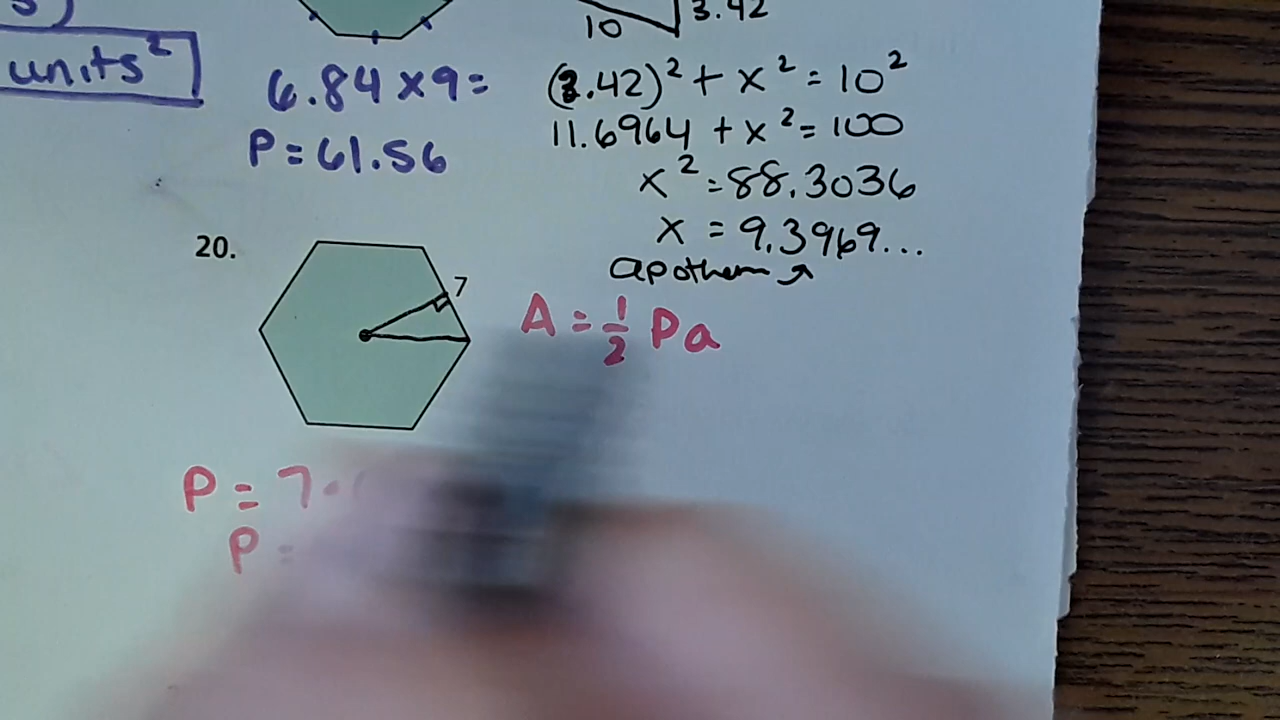 units²
10
3.42
6.84 x 9 =
P = 61.56
(3.42)² + x² = 10²
11.6964 + x² = 100
x² = 88.3036
x = 9.3969...
apothem
20.
7
A = 1/2 Pa
P = 7 ·
P =